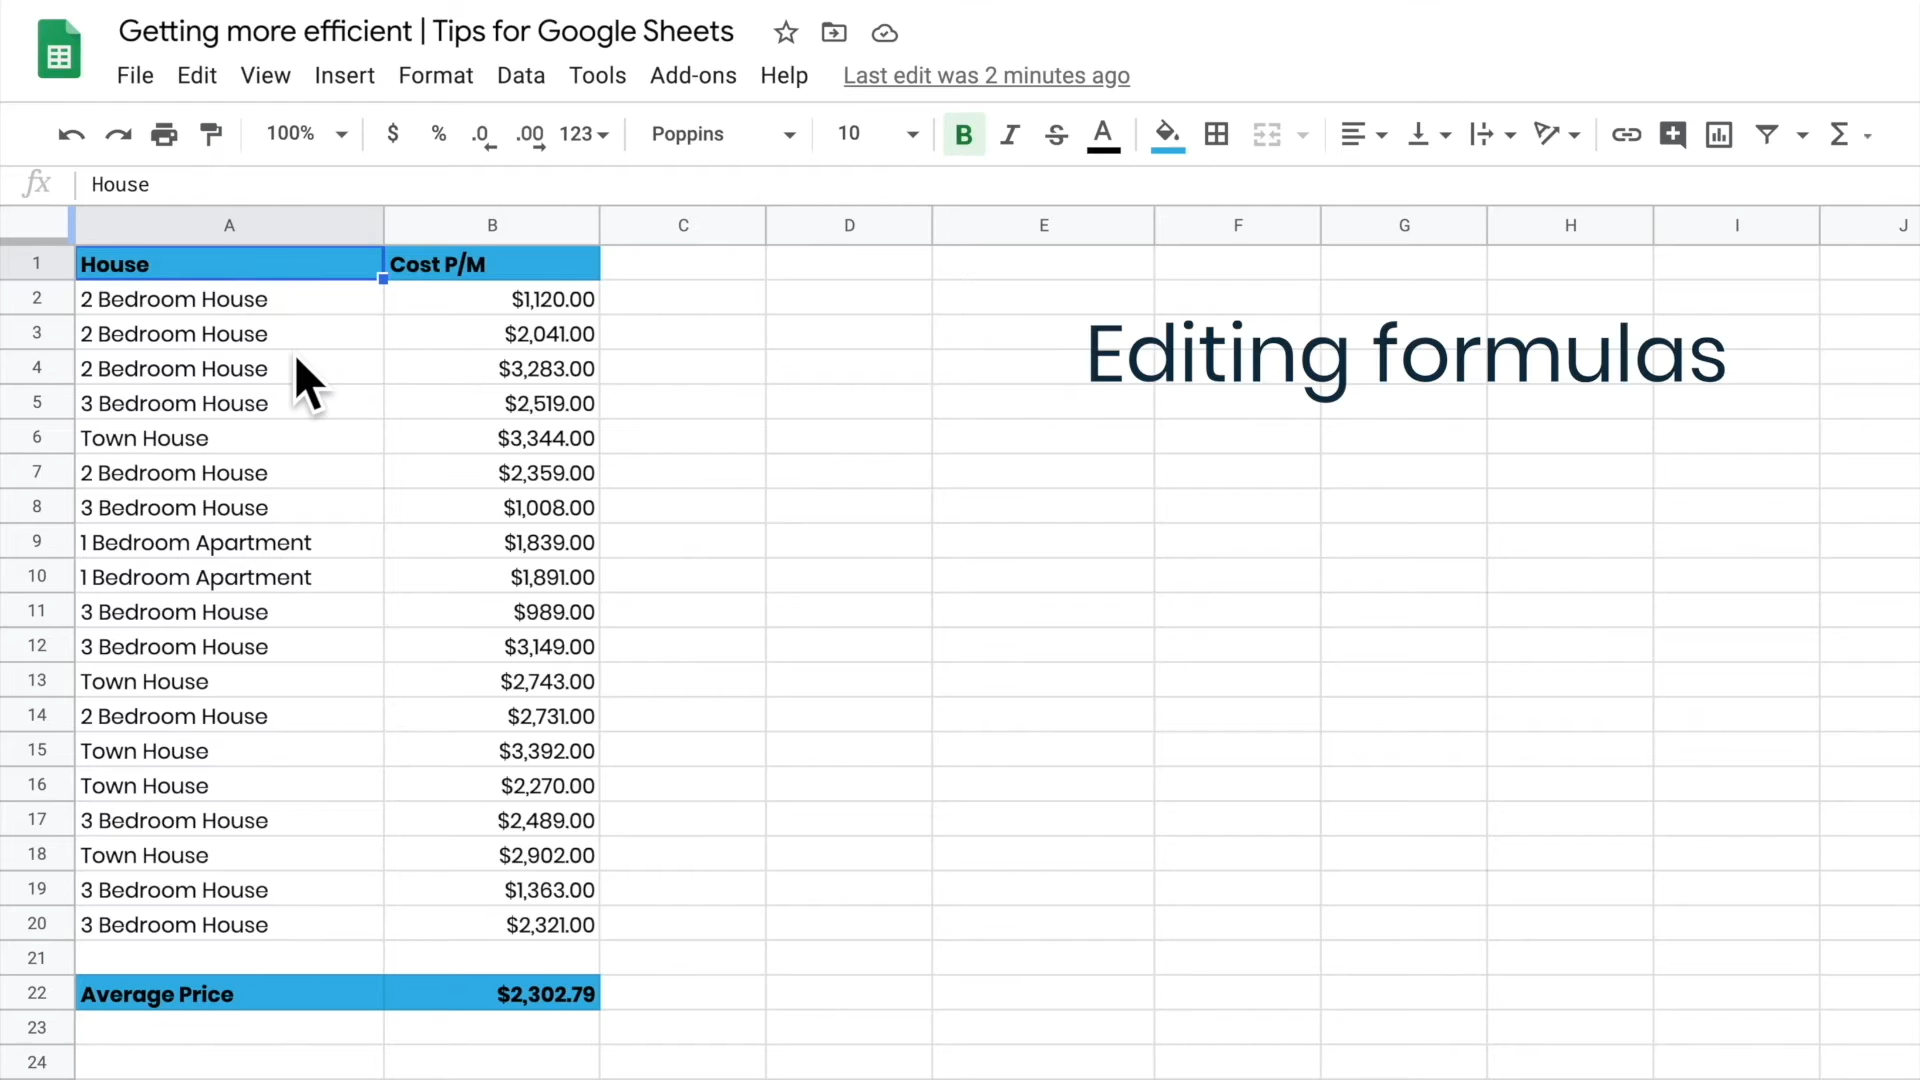 Getting more efficient | Tips for Google Sheets
File Edit View Insert Format Data Tools Add-ons Help Last edit was 2 minutes ago
100% $ % .0 .00 123 Poppins 10 B I S A Σ
fx House
A B C D E F G H I J
1 House Cost P/M
2 2 Bedroom House $1,120.00
3 2 Bedroom House $2,041.00
Editing formulas
4 2 Bedroom House $3,283.00
5 3 Bedroom House $2,519.00
6 Town House $3,344.00
7 2 Bedroom House $2,359.00
8 3 Bedroom House $1,008.00
9 1 Bedroom Apartment $1,839.00
10 1 Bedroom Apartment $1,891.00
11 3 Bedroom House $989.00
12 3 Bedroom House $3,149.00
13 Town House $2,743.00
14 2 Bedroom House $2,731.00
15 Town House $3,392.00
16 Town House $2,270.00
17 3 Bedroom House $2,489.00
18 Town House $2,902.00
19 3 Bedroom House $1,363.00
20 3 Bedroom House $2,321.00
21
22 Average Price $2,302.79
23
24